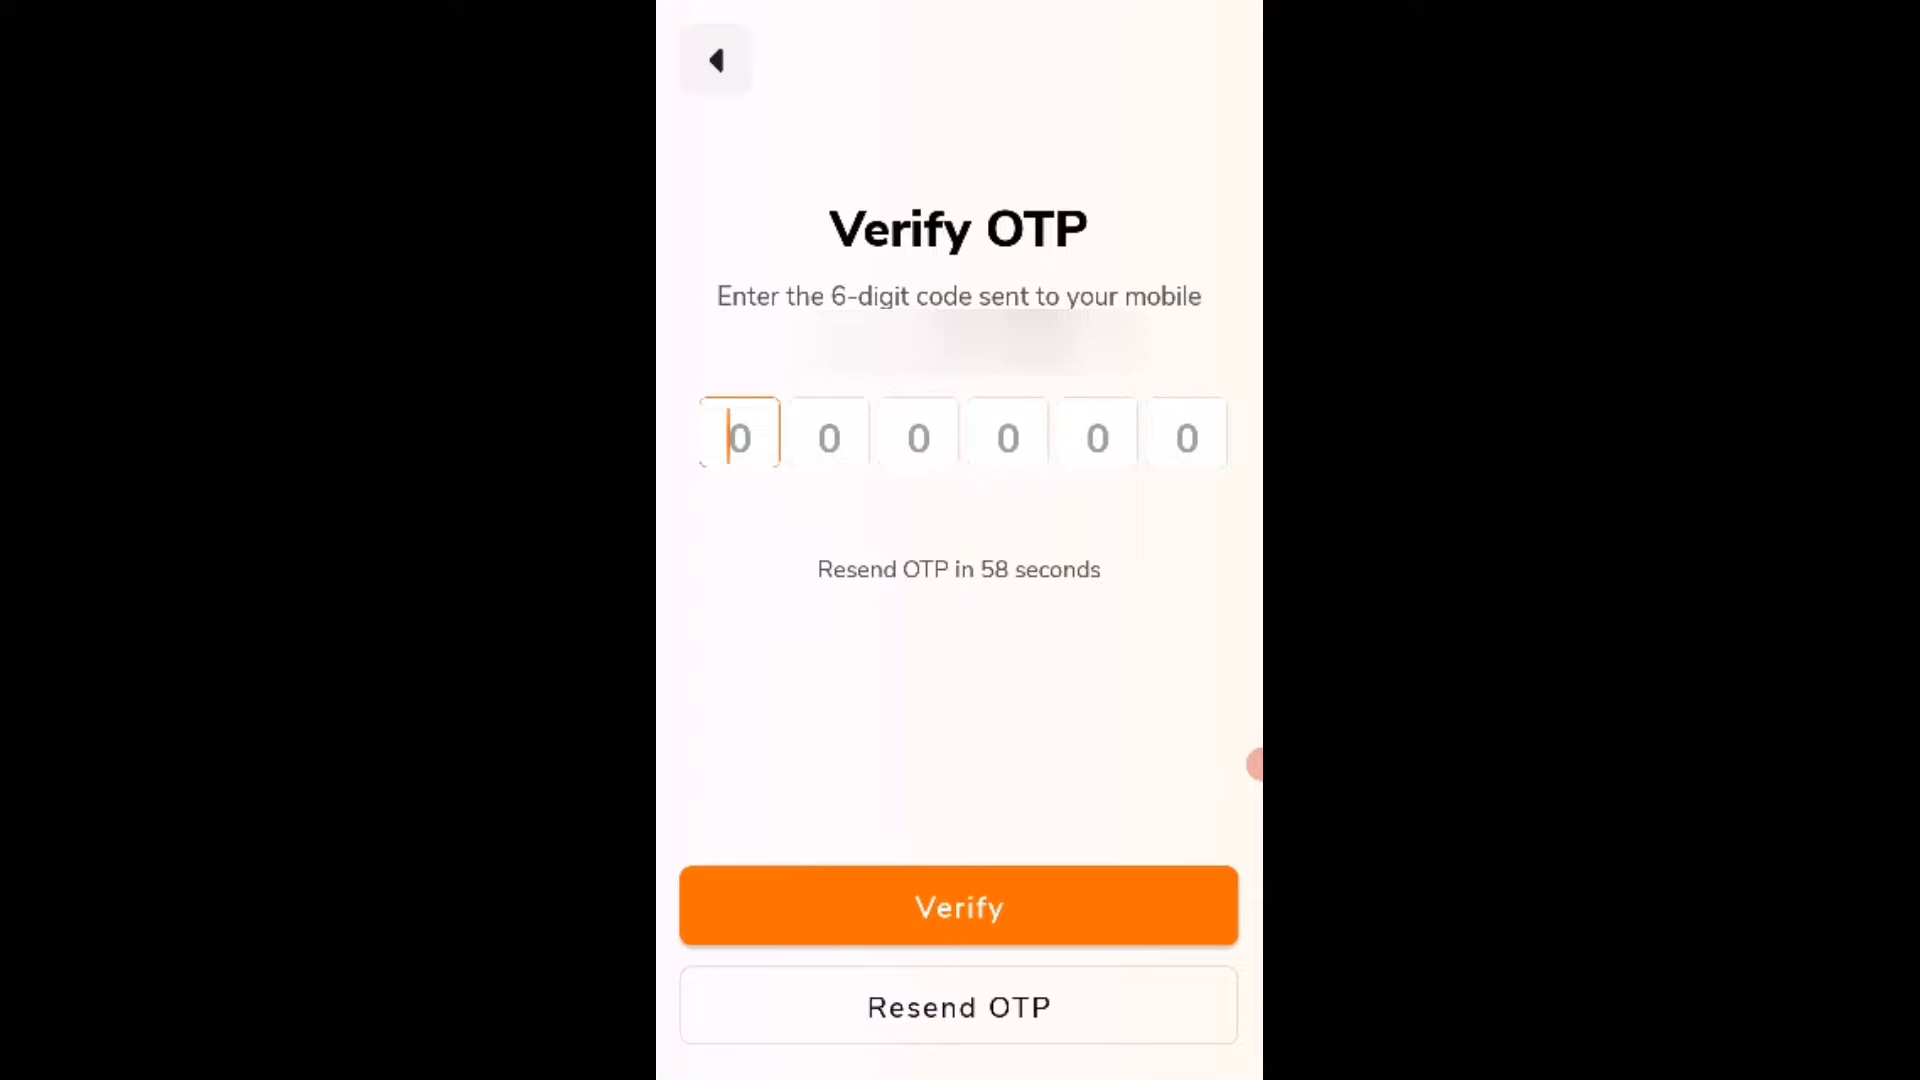 Verify OTP
Enter the 6-digit code sent to your mobile
0 0 0 0 0 0
Resend OTP in 58 seconds
Verify
Resend OTP